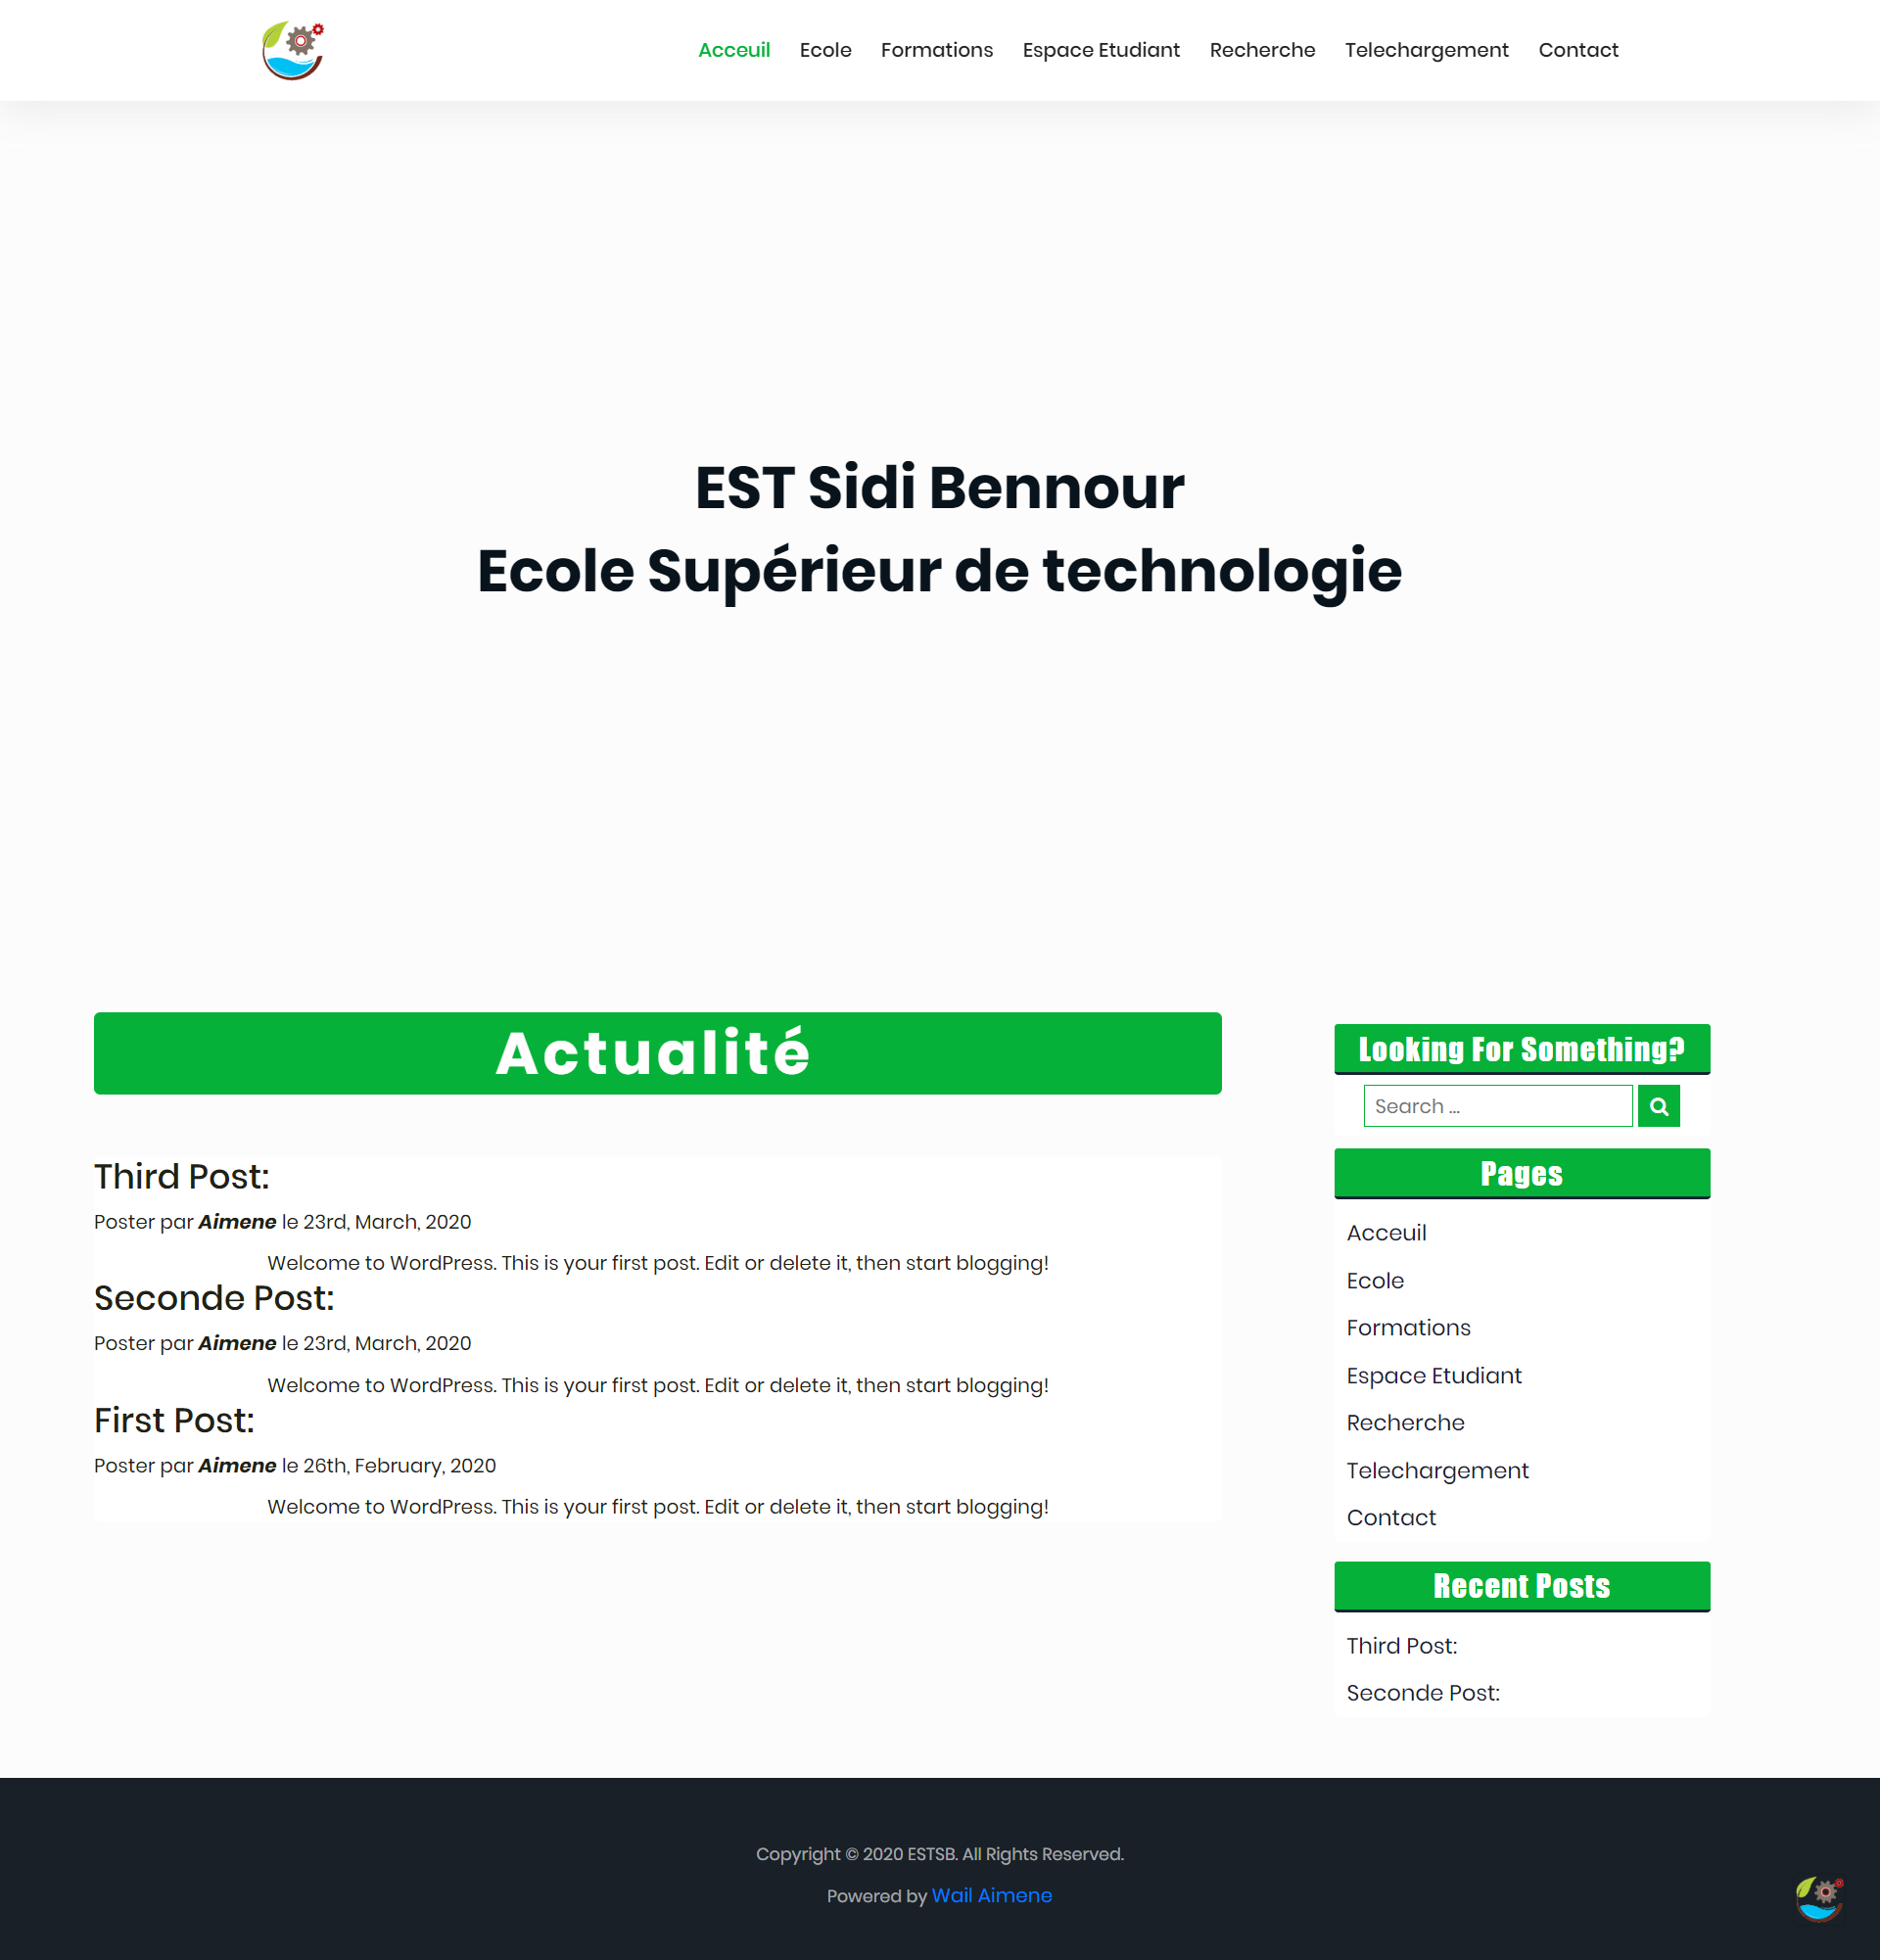 Acceuil Ecole Formations Espace Etudiant Recherche Telechargement Contact
EST Sidi Bennour
Ecole Supérieur de technologie
Actualité
Third Post:
Poster par Aimene le 23rd, March, 2020
Welcome to WordPress. This is your first post. Edit or delete it, then start blogging!
Seconde Post:
Poster par Aimene le 23rd, March, 2020
Welcome to WordPress. This is your first post. Edit or delete it, then start blogging!
First Post:
Poster par Aimene le 26th, February, 2020
Welcome to WordPress. This is your first post. Edit or delete it, then start blogging!
Looking For Something?
Search ...
Pages
Acceuil
Ecole
Formations
Espace Etudiant
Recherche
Telechargement
Contact
Recent Posts
Third Post:
Seconde Post:
Copyright © 2020 ESTSB. All Rights Reserved.
Powered by Wail Aimene